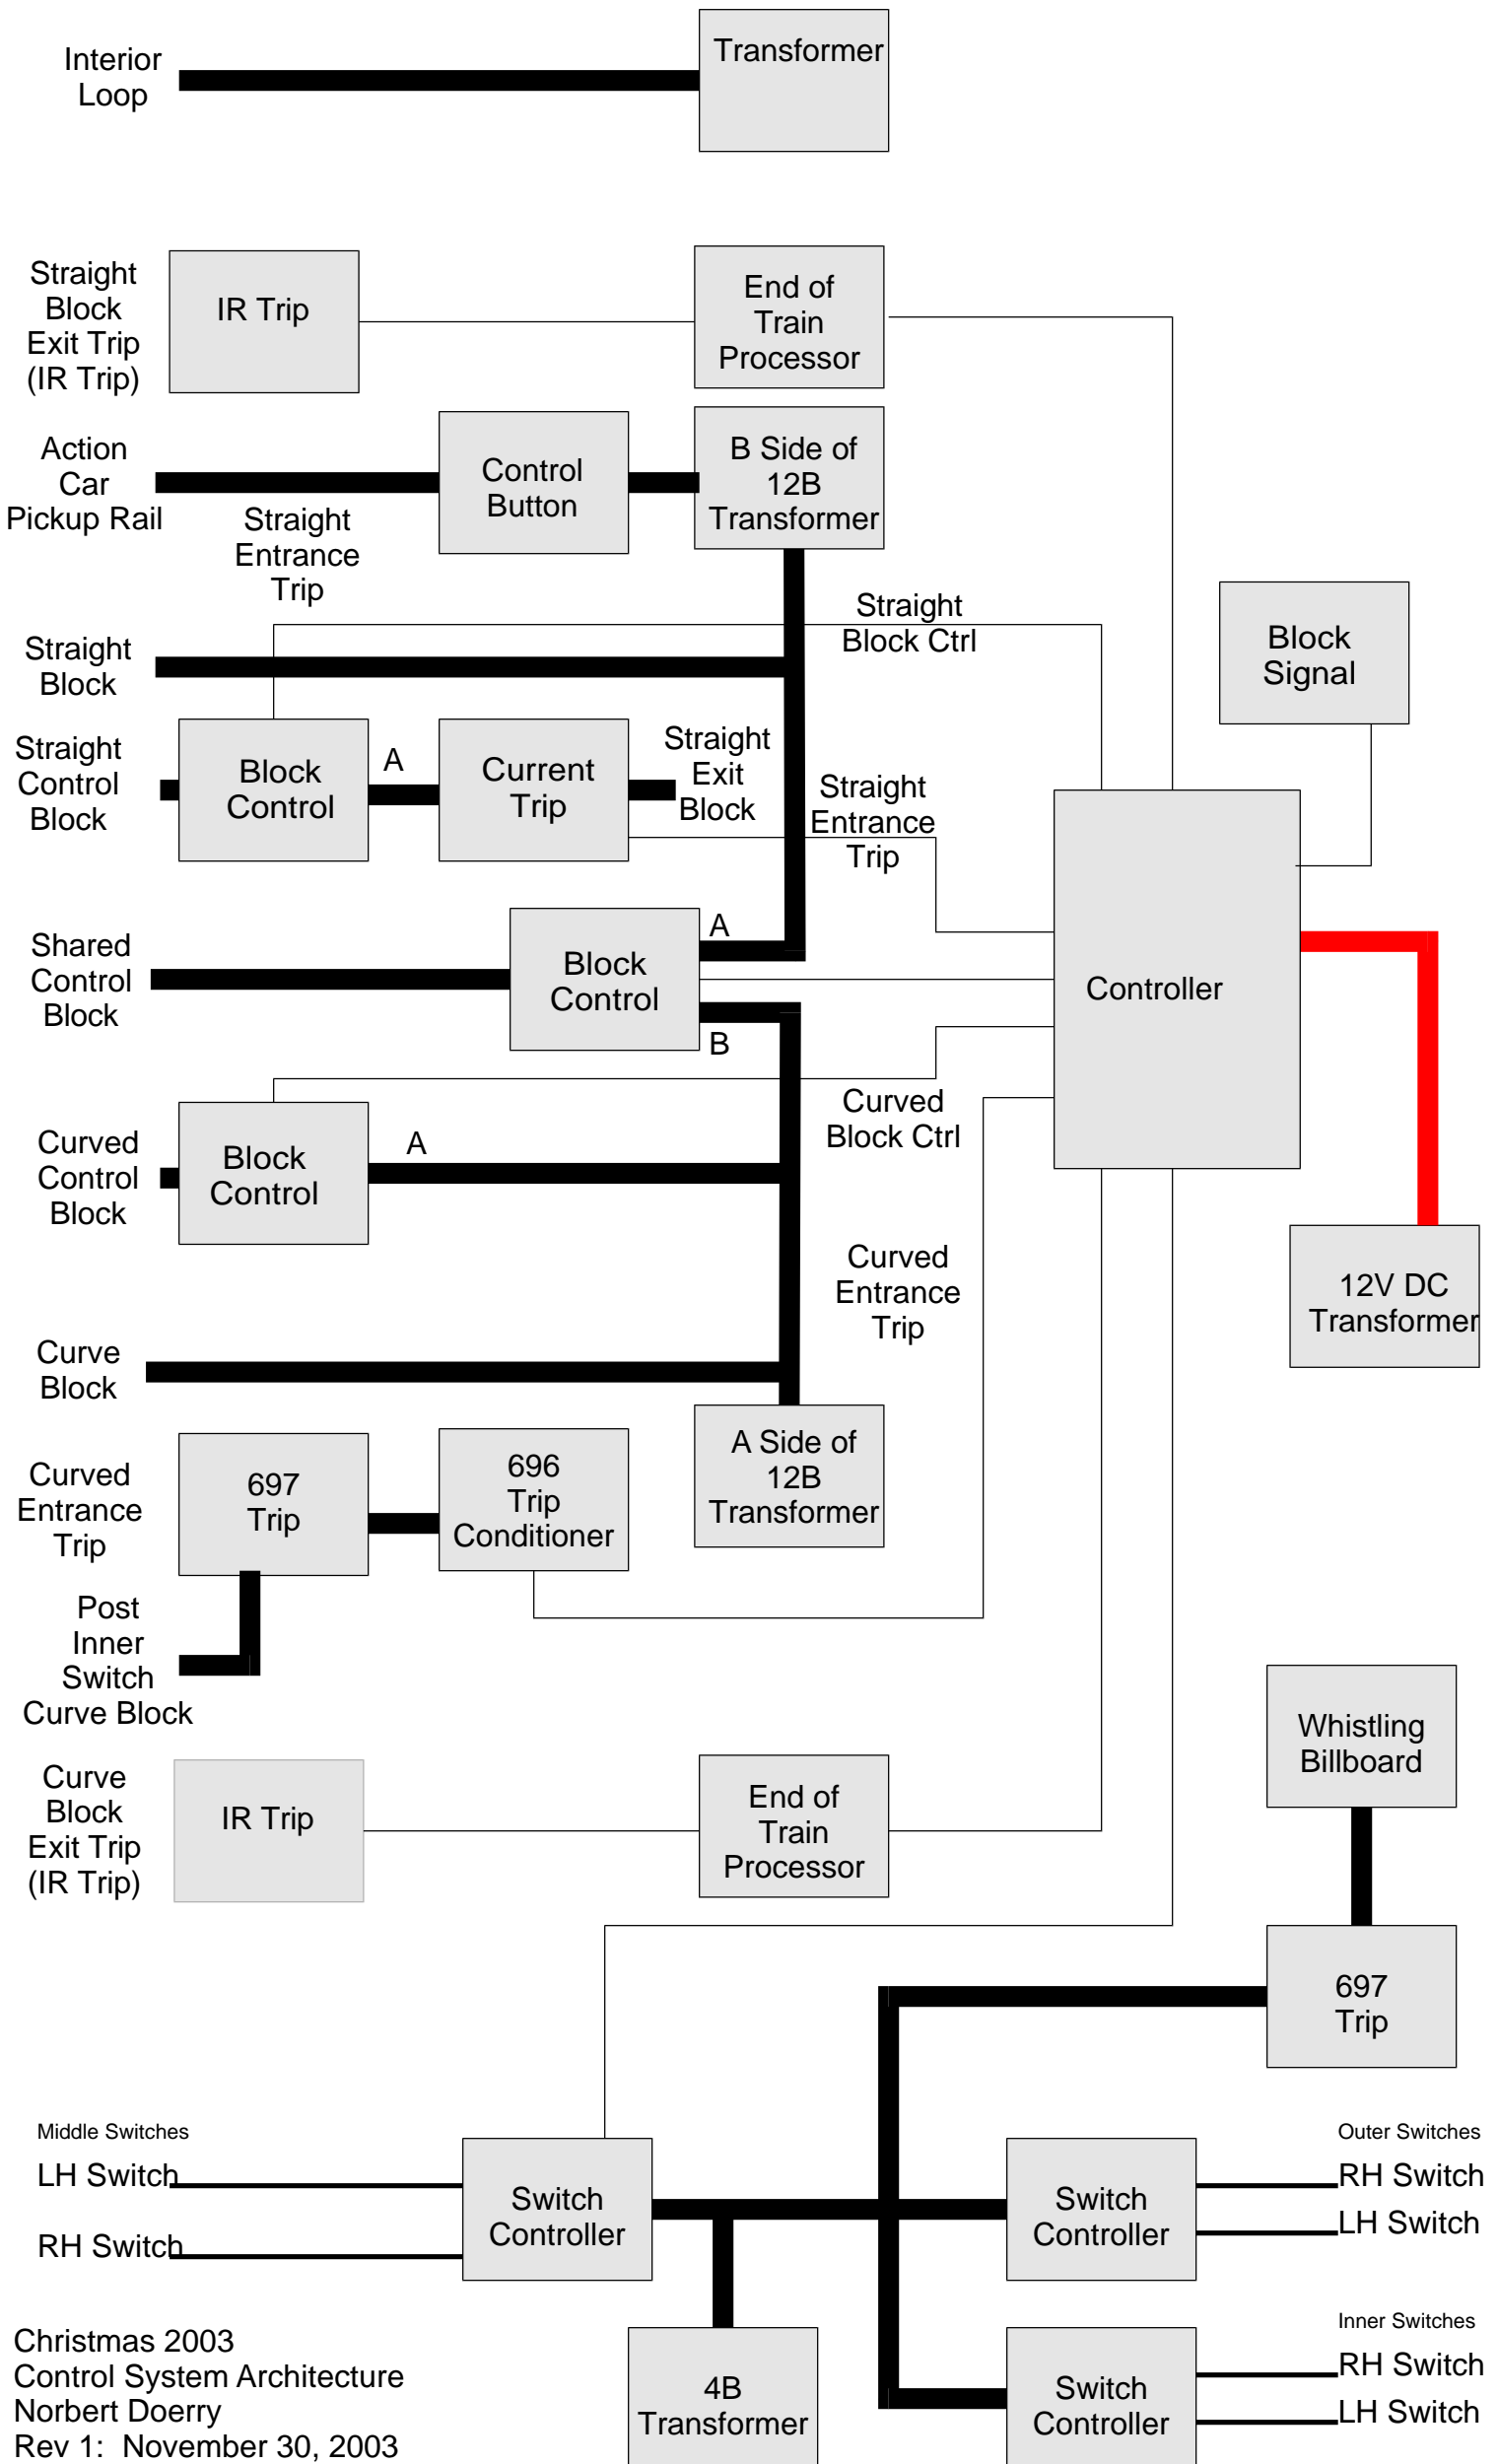 Interior
Loop
Transformer
Straight
Block
Exit Trip
(IR Trip)
IR Trip
End of
Train
Processor
Action
Car
Pickup Rail
Straight
Entrance
Trip
Control
Button
B Side of
12B
Transformer
Straight
Block Ctrl
Block
Signal
Straight
Block
Straight
Control
Block
Block
Control
A
Current
Trip
Straight
Exit
Block
Straight
Entrance
Trip
Shared
Control
Block
Block
Control
A
B
Controller
Curved
Control
Block
Block
Control
A
Curved
Block Ctrl
Curved
Entrance
Trip
12V DC
Transformer
Curve
Block
Curved
Entrance
Trip
697
Trip
696
Trip
Conditioner
A Side of
12B
Transformer
Post
Inner
Switch
Curve Block
Whistling
Billboard
Curve
Block
Exit Trip
(IR Trip)
IR Trip
End of
Train
Processor
697
Trip
Middle Switches
LH Switch
RH Switch
Switch
Controller
Switch
Controller
Outer Switches
RH Switch
LH Switch
Christmas 2003
Control System Architecture
Norbert Doerry
Rev 1: November 30, 2003
4B
Transformer
Switch
Controller
Inner Switches
RH Switch
LH Switch